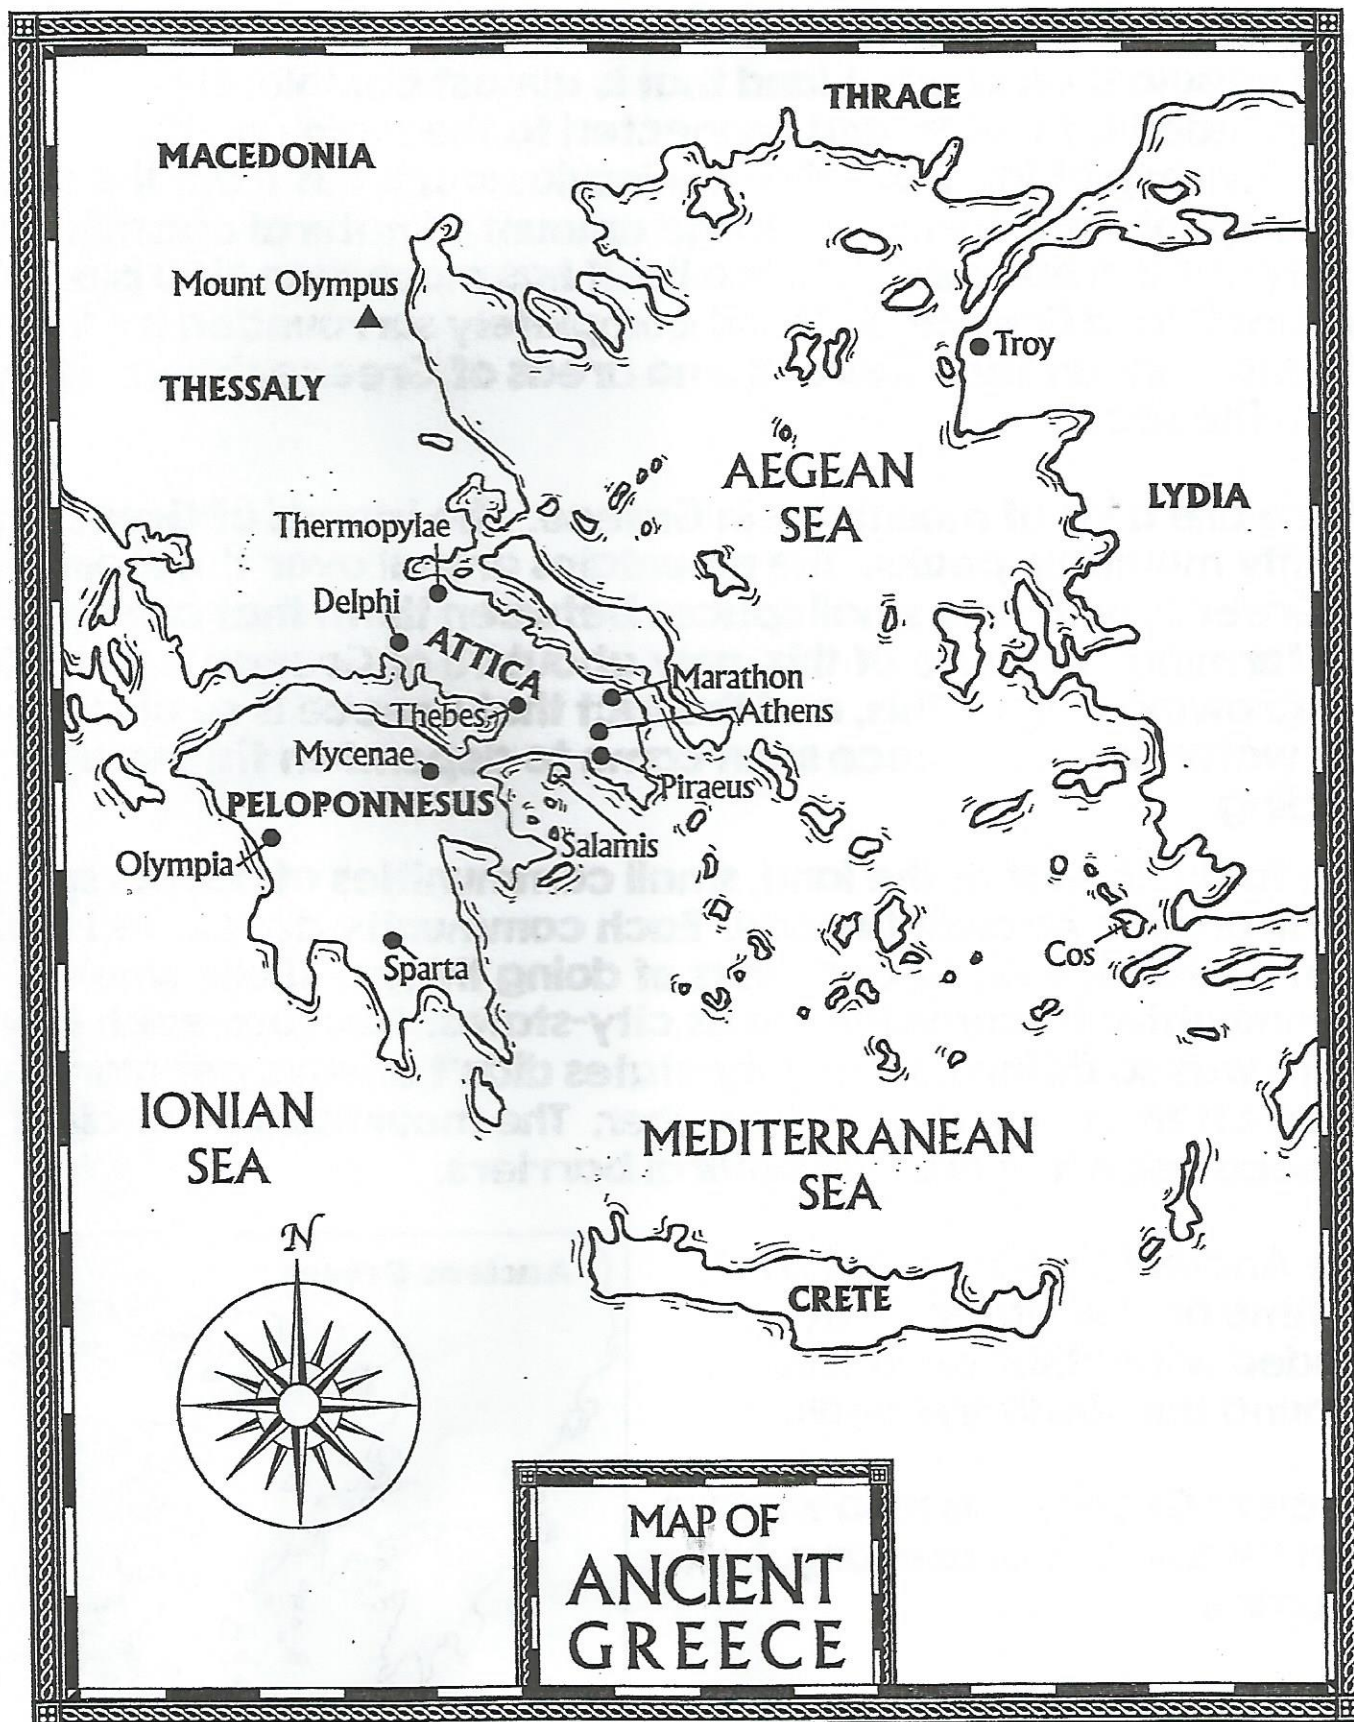 THRACE
MACEDONIA
Mount Olympus
Troy
THESSALY
AEGEAN
SEA
LYDIA
Thermopylae
Delphi
ATTICA
Marathon
Thebes
Athens
Mycenae
Piraeus
PELOPONNESUS
Salamis
Olympia
Sparta
Cos
IONIAN
SEA
MEDITERRANEAN
SEA
N
CRETE
MAP OF
ANCIENT
GREECE